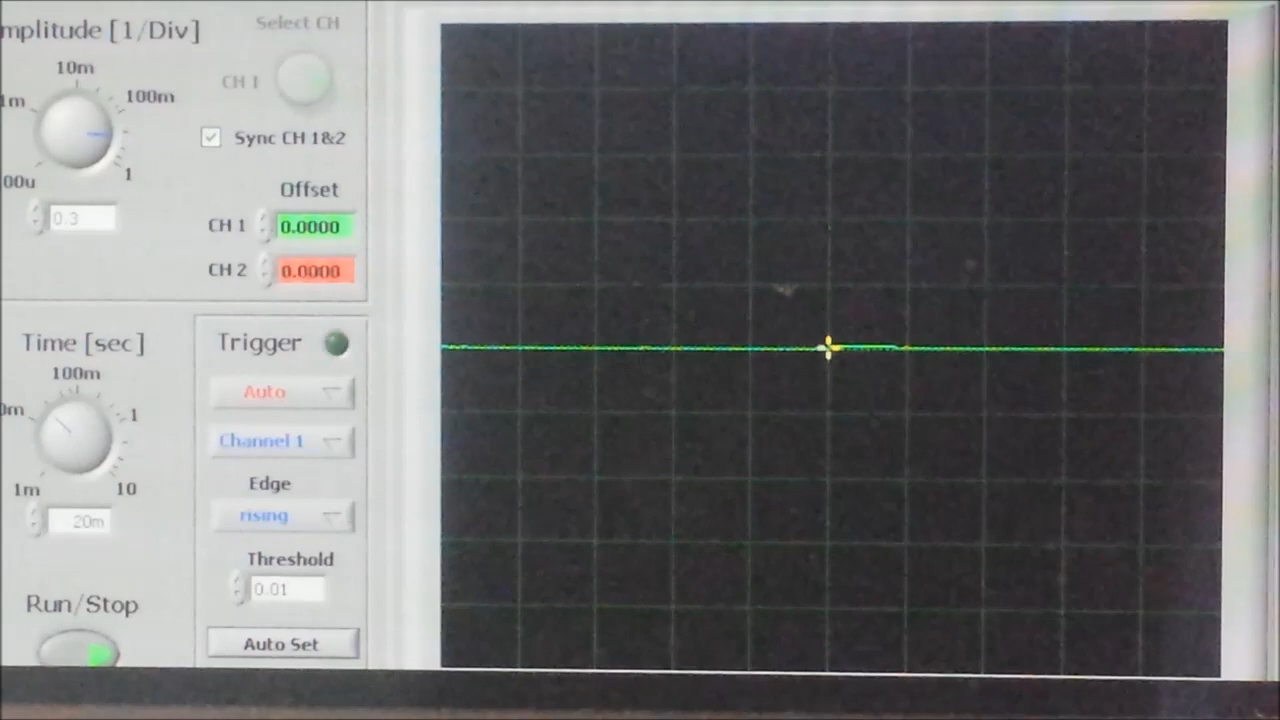 mplitude [1/Div]
Select CH
10m
1m
100m
CH 1
Sync CH 1&2
00u
1
Offset
0.3
CH 1 0.0000
CH 2 0.0000
Time [sec]
Trigger
100m
0m
1
Auto
Channel 1
Edge
1m
10
rising
20m
Threshold
0.01
Run/Stop
Auto Set